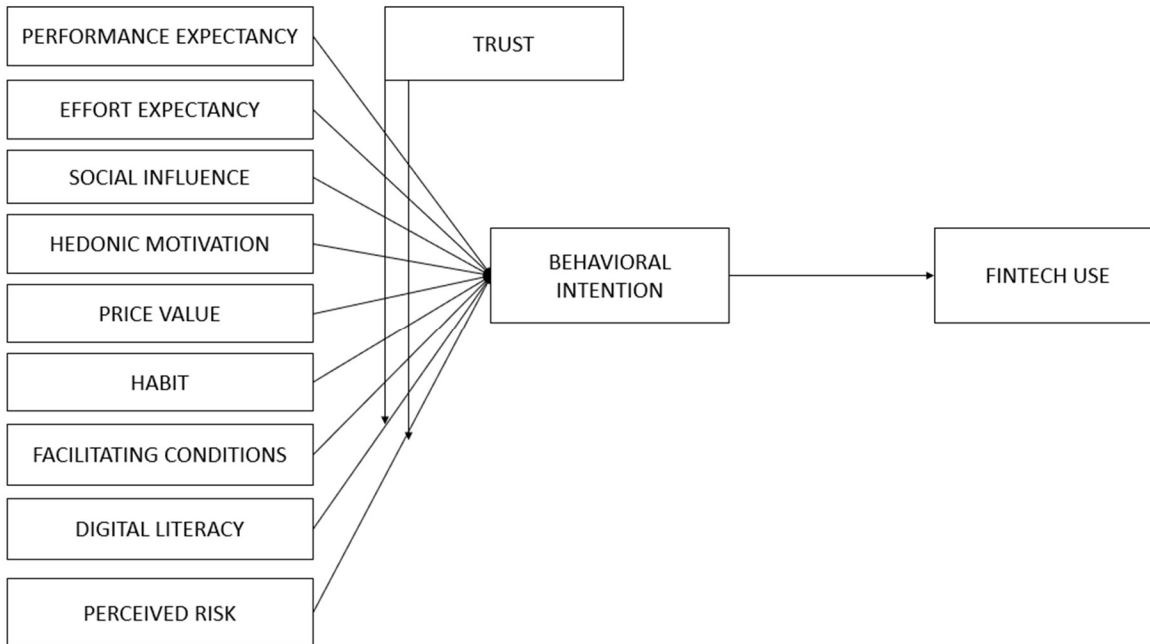 PERFORMANCE EXPECTANCY
TRUST
EFFORT EXPECTANCY
SOCIAL INFLUENCE
HEDONIC MOTIVATION
BEHAVIORAL
INTENTION
FINTECH USE
PRICE VALUE
HABIT
FACILITATING CONDITIONS
DIGITAL LITERACY
PERCEIVED RISK